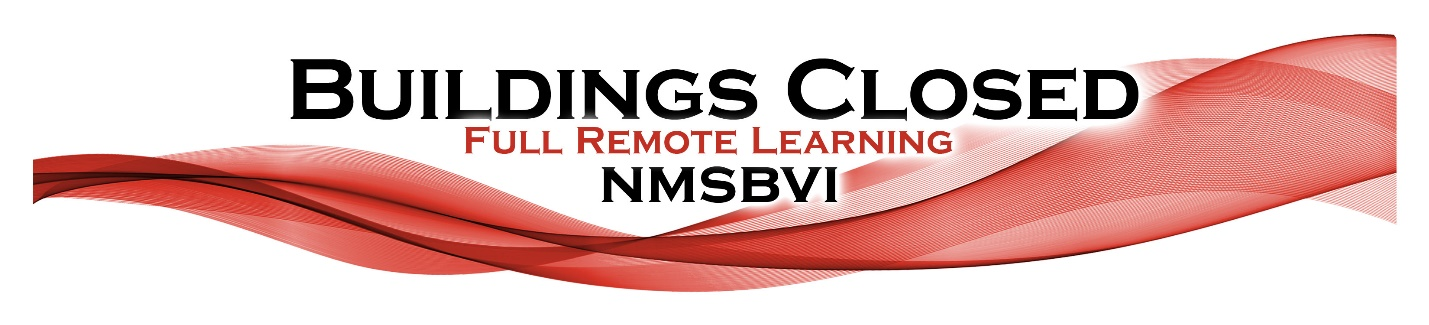 Buildings Closed
Full Remote Learning
NMSBVI